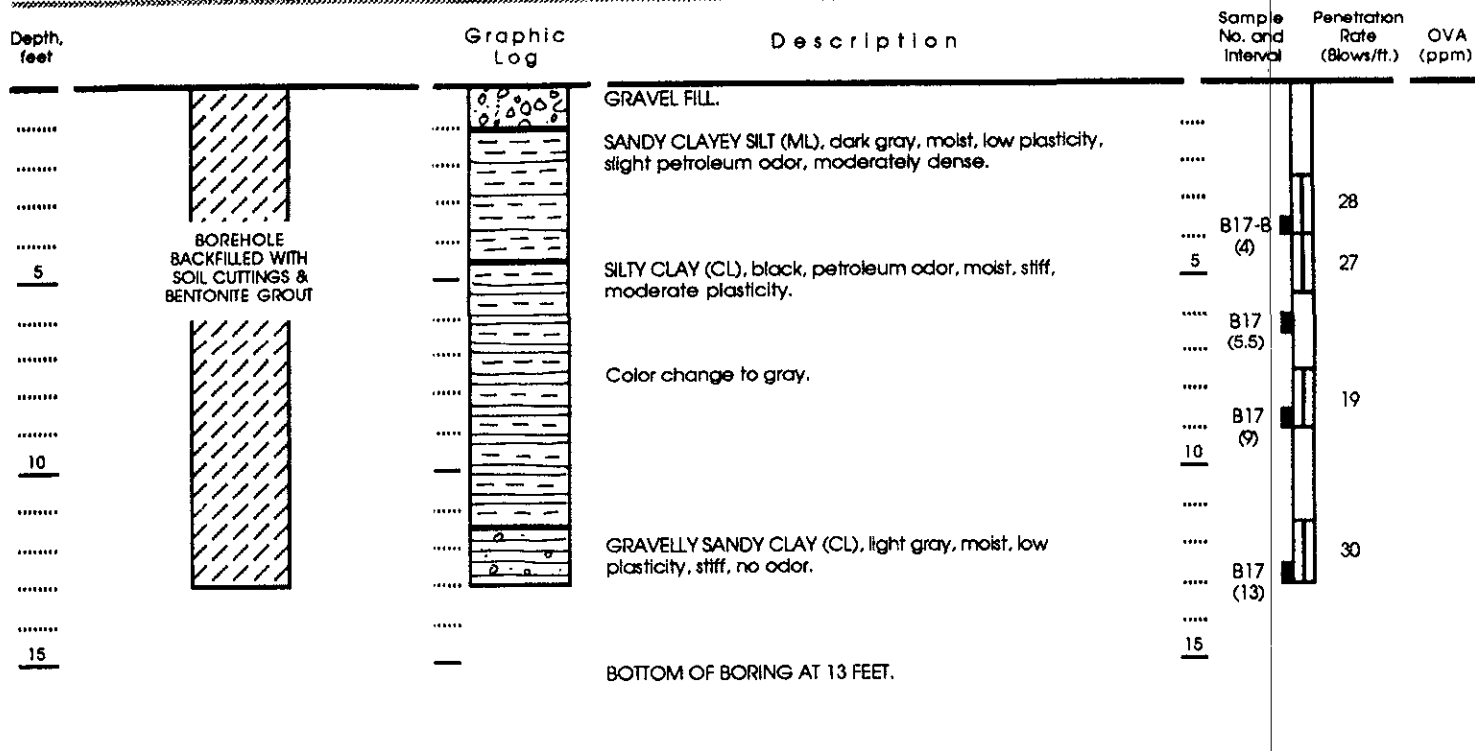 Depth,
feet
Graphic
Log
Description
Sample
No. and
Interval
Penetration
Rate
(Blows/ft.)
OVA
(ppm)
GRAVEL FILL.
SANDY CLAYEY SILT (ML), dark gray, moist, low plasticity,
slight petroleum odor, moderately dense.
28
B17-B
(4)
BOREHOLE
BACKFILLED WITH
SOIL CUTTINGS &
BENTONITE GROUT
5
SILTY CLAY (CL), black, petroleum odor, moist, stiff,
moderate plasticity.
5
27
B17
(5.5)
Color change to gray.
19
B17
(9)
10
10
GRAVELLY SANDY CLAY (CL), light gray, moist, low
plasticity, stiff, no odor.
30
B17
(13)
15
15
BOTTOM OF BORING AT 13 FEET.